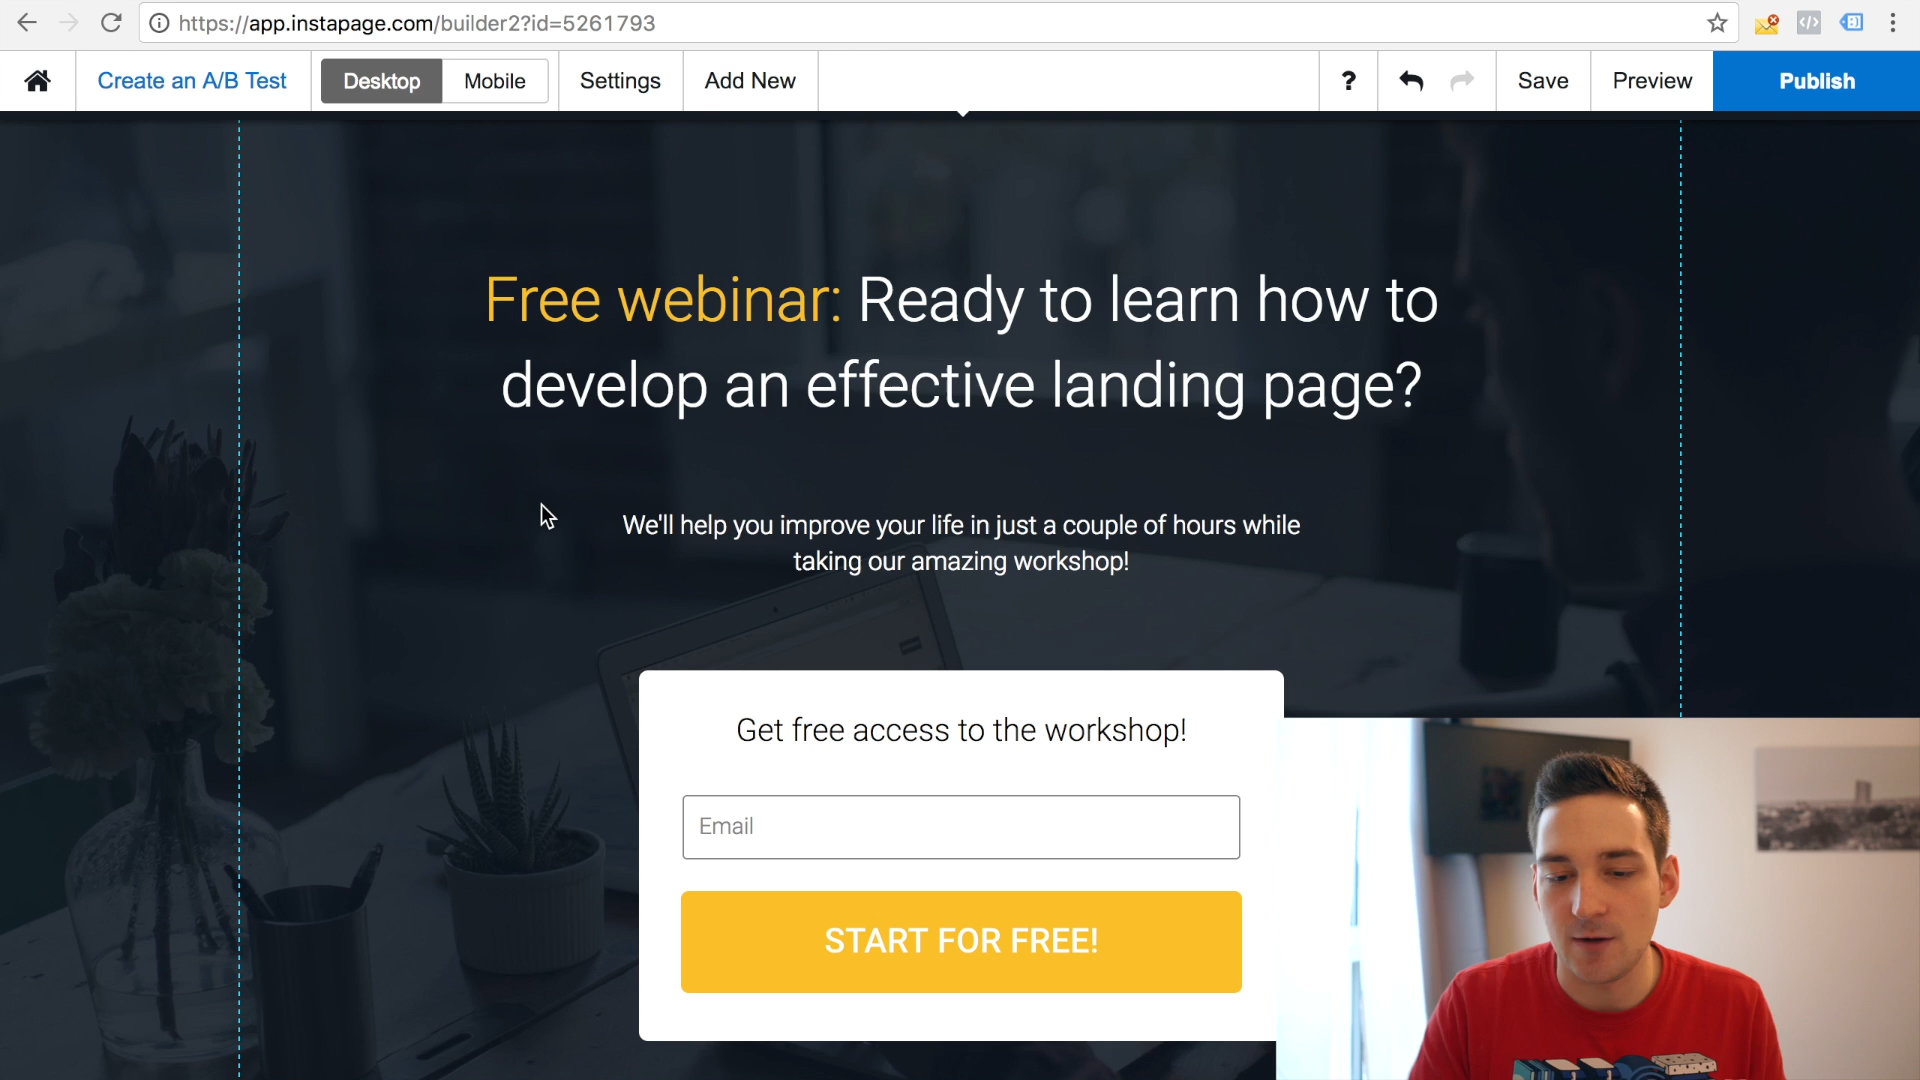 https://app.instapage.com/builder2?id=5261793
Create an A/B Test
Desktop
Mobile
Settings
Add New
?
Save
Preview
Publish
Free webinar: Ready to learn how to
develop an effective landing page?
We'll help you improve your life in just a couple of hours while
taking our amazing workshop!
Get free access to the workshop!
Email
START FOR FREE!